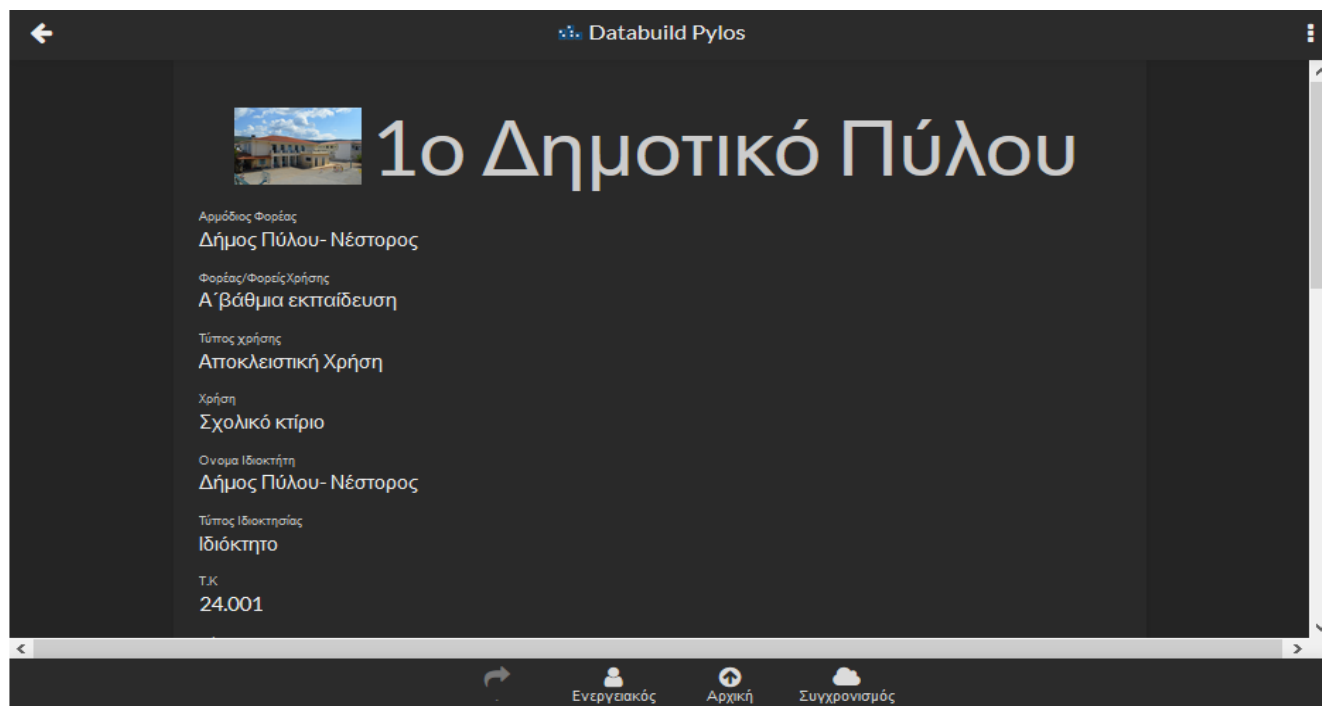 Databuild Pylos
1ο Δημοτικό Πύλου
Αρμόδιος Φορέας
Δήμος Πύλου- Νέστορος
Φορέας/Φορείς Χρήσης
Α΄βάθμια εκπαίδευση
Τύπος χρήσης
Αποκλειστική Χρήση
Χρήση
Σχολικό κτίριο
Ονομα Ιδιοκτήτη
Δήμος Πύλου- Νέστορος
Τύπος Ιδιοκτησίας
Ιδιόκτητο
Τ.Κ
24.001
Ενεργειακός Αρχική Συγχρονισμός